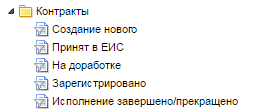 Контракты
Создание нового
Принят в ЕИС
На доработке
Зарегистрировано
Исполнение завершено/прекращено